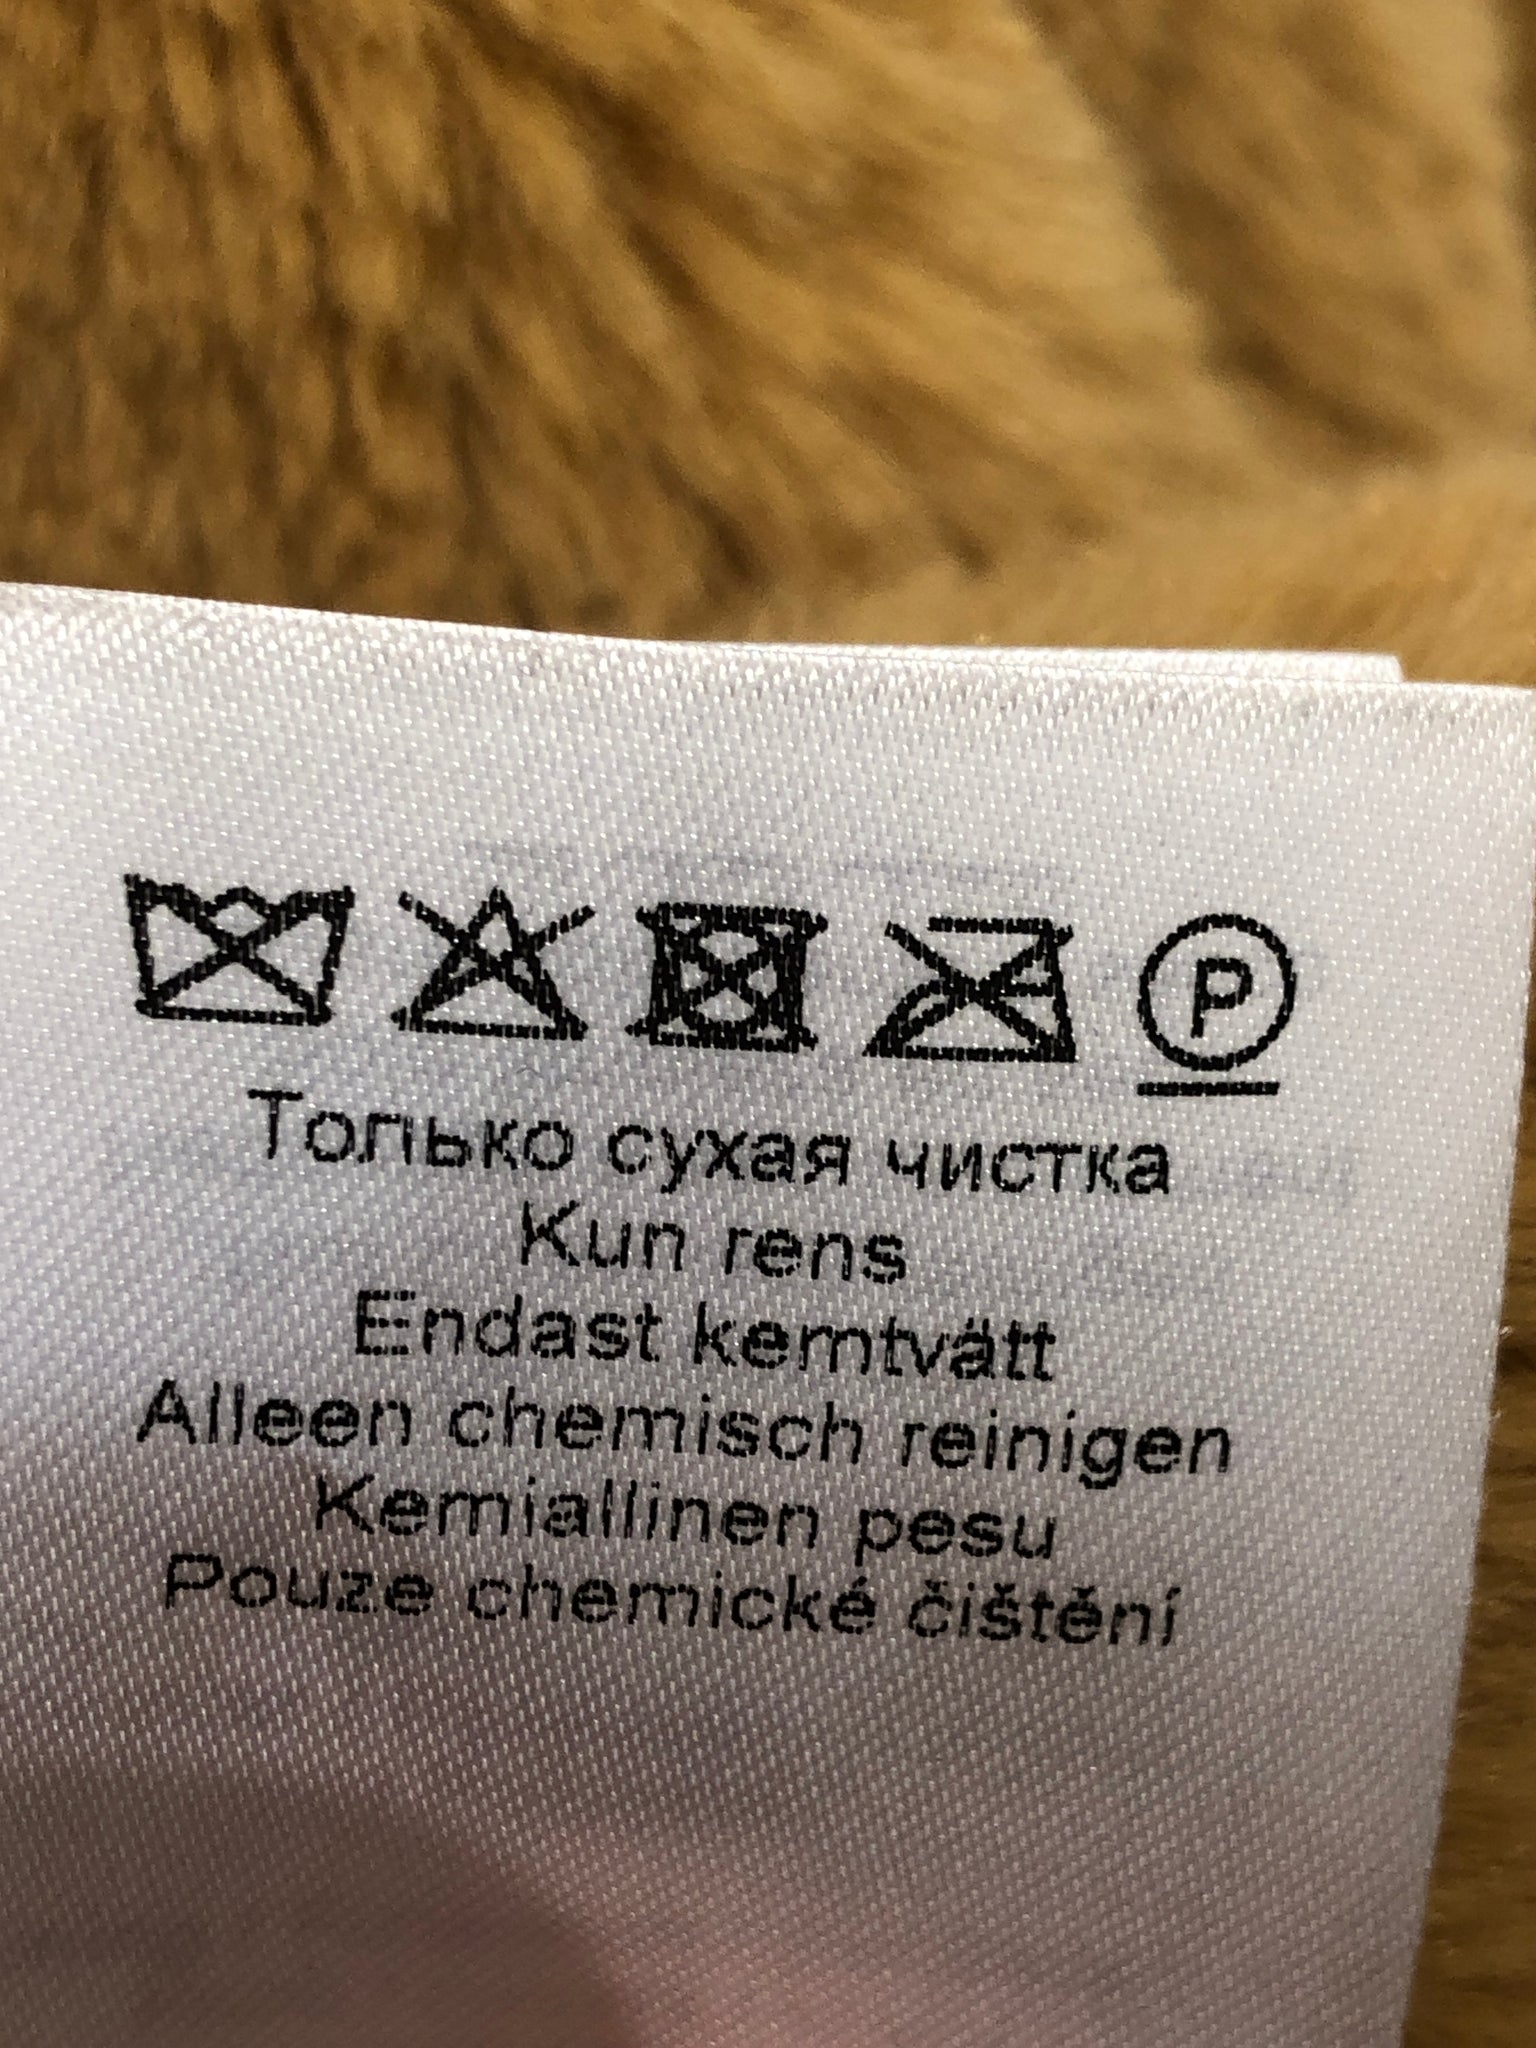 P
Только сухая чистка
Kun rens
Endast kemtvätt
Alleen chemisch reinigen
Kemiallinen pesu
Pouze chemické čištění